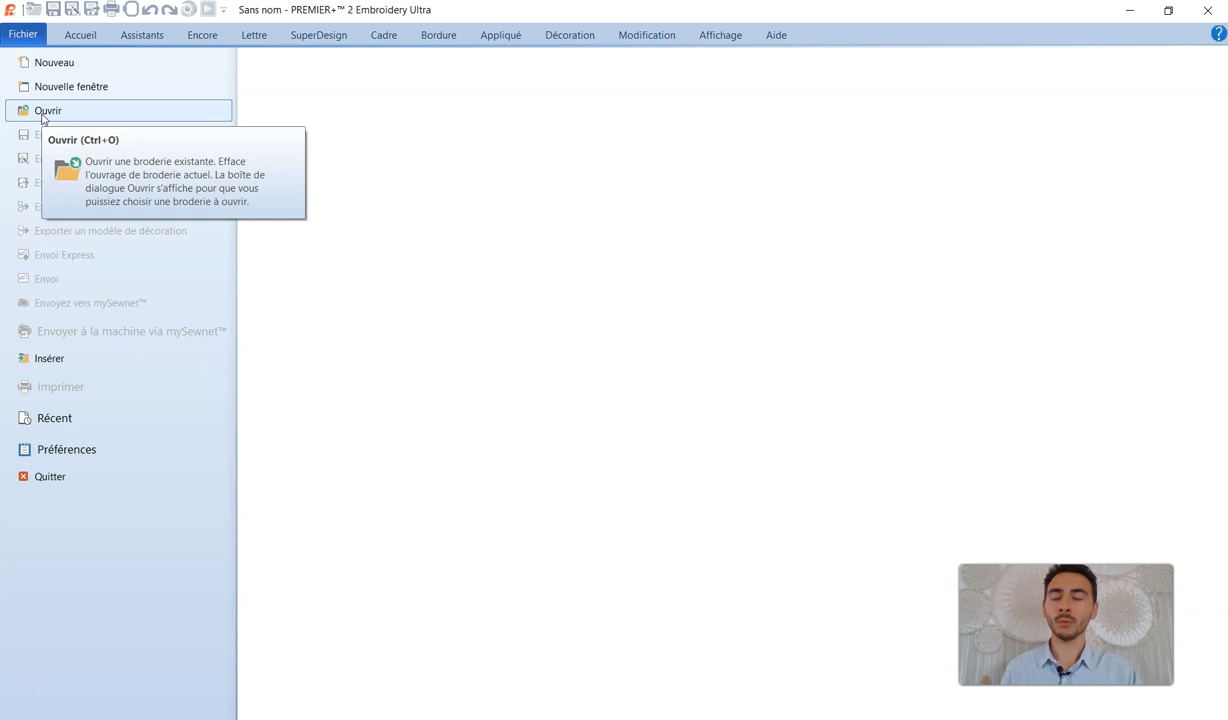 Sans nom - PREMIER+™ 2 Embroidery Ultra
Fichier Accueil Assistants Encore Lettre SuperDesign Cadre Bordure Appliqué Décoration Modification Affichage Aide
Nouveau
Nouvelle fenêtre
Ouvrir
Ouvrir (Ctrl+O)
Ouvrir une broderie existante. Efface
l'ouvrage de broderie actuel. La boîte de
dialogue Ouvrir s'affiche pour que vous
puissiez choisir une broderie à ouvrir.
Exporter un modèle de décoration
Envoi Express
Envoi
Envoyez vers mySewnet™
Envoyer à la machine via mySewnet™
Insérer
Imprimer
Récent
Préférences
Quitter